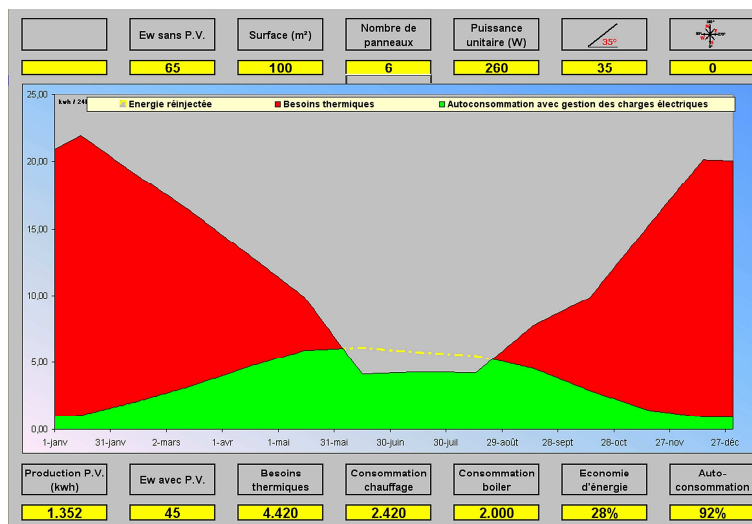 Ew sans P.V.
Surface (m²)
Nombre de panneaux
Puissance unitaire (W)
35°
65
100
6
260
35
0
25,00
kwh / 24h
Energie réinjectée
Besoins thermiques
Autoconsommation avec gestion des charges électriques
20,00
15,00
10,00
5,00
0,00
1-janv
31-janv
2-mars
1-avr
1-mai
31-mai
30-juin
30-juil
29-août
28-sept
28-oct
27-nov
27-déc
Production P.V. (kwh)
Ew avec P.V.
Besoins thermiques
Consommation chauffage
Consommation boiler
Economie d'énergie
Auto-consommation
1.352
45
4.420
2.420
2.000
28%
92%